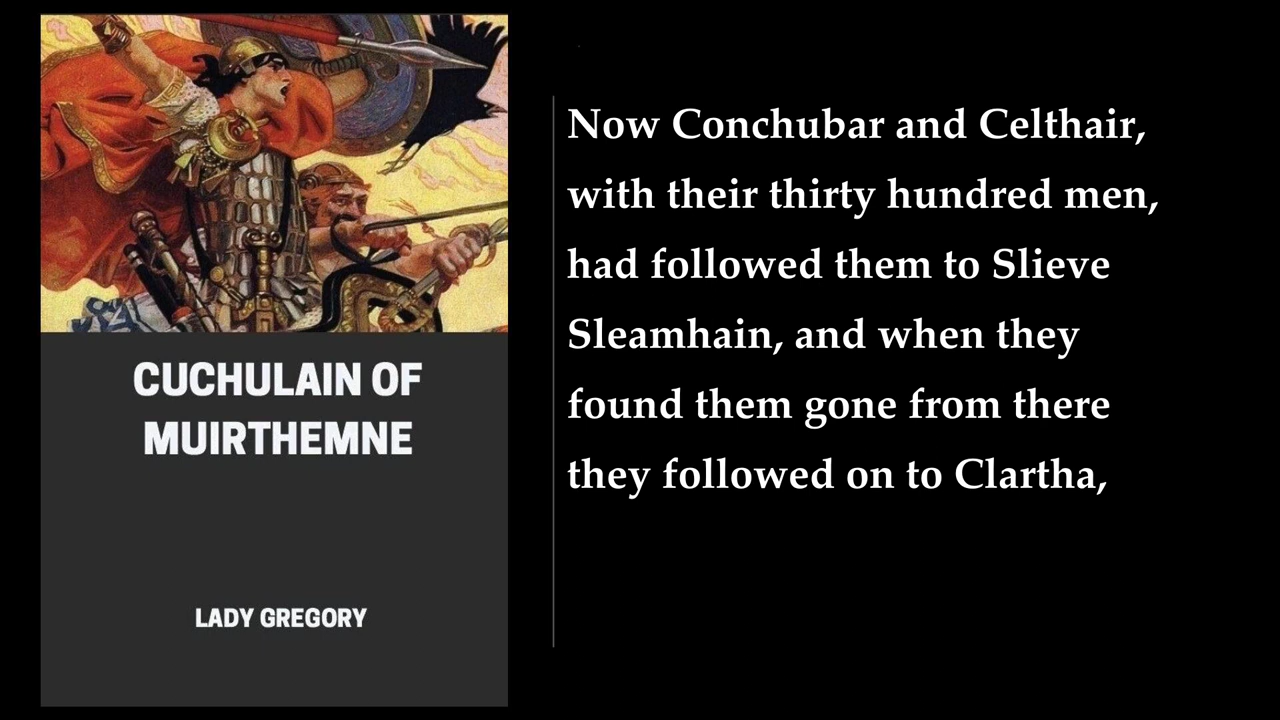 CUCHULAIN OF
MUIRTHEMNE
LADY GREGORY
Now Conchubar and Celthair,
with their thirty hundred men,
had followed them to Slieve
Sleamhain, and when they
found them gone from there
they followed on to Clartha,